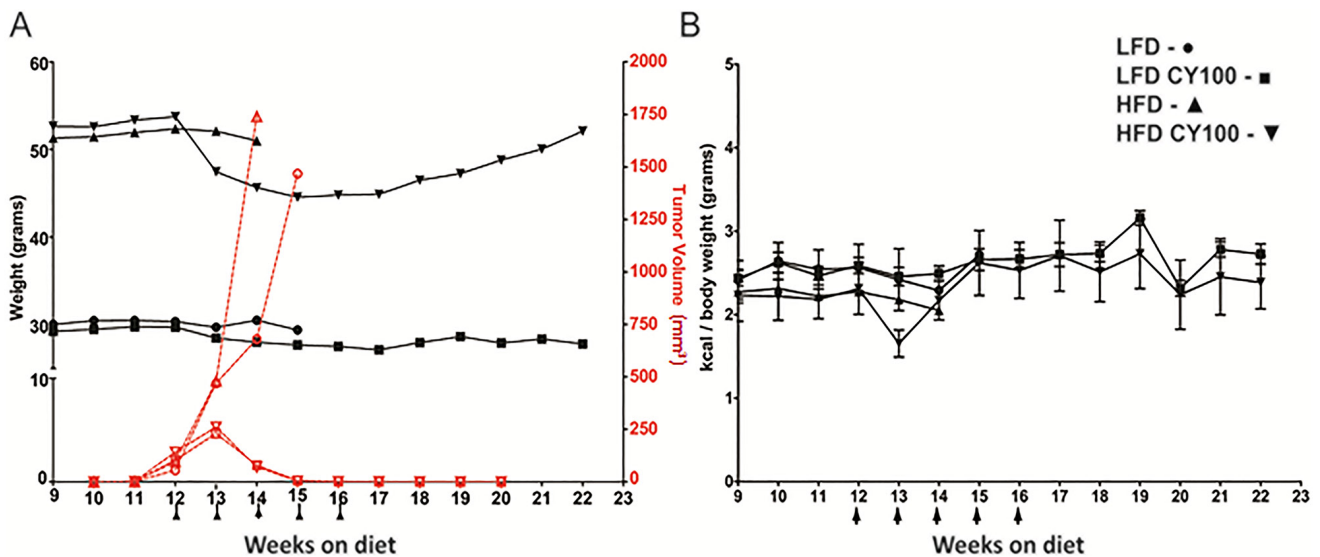 A
60
50
40
30
10
0
Weight (grams)
2000
1750
1500
1250
1000
750
500
250
0
Tumor Volume (mm³)
9 10 11 12 13 14 15 16 17 18 19 20 21 22 23
Weeks on diet
B
LFD - ●
LFD CY100 - ■
HFD - ▲
HFD CY100 - ▼
5
4
3
2
1
0
kcal / body weight (grams)
9 10 11 12 13 14 15 16 17 18 19 20 21 22 23
Weeks on diet